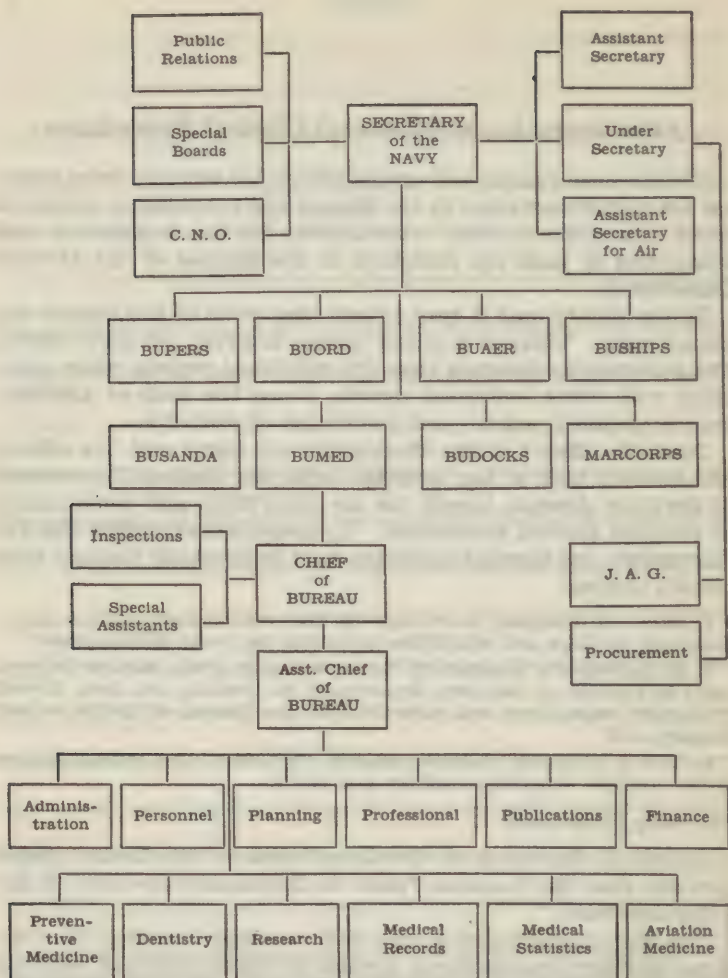 Public
Relations
Assistant
Secretary
Special
Boards
SECRETARY
of the
NAVY
Under
Secretary
C. N. O.
Assistant
Secretary
for Air
BUPERS
BUORD
BUAER
BUSHIPS
BUSANDA
BUMED
BUDOCKS
MARCORPS
Inspections
Special
Assistants
CHIEF
of
BUREAU
J. A. G.
Procurement
Asst. Chief
of
BUREAU
Adminis-
tration
Personnel
Planning
Professional
Publications
Finance
Preven-
tive
Medicine
Dentistry
Research
Medical
Records
Medical
Statistics
Aviation
Medicine